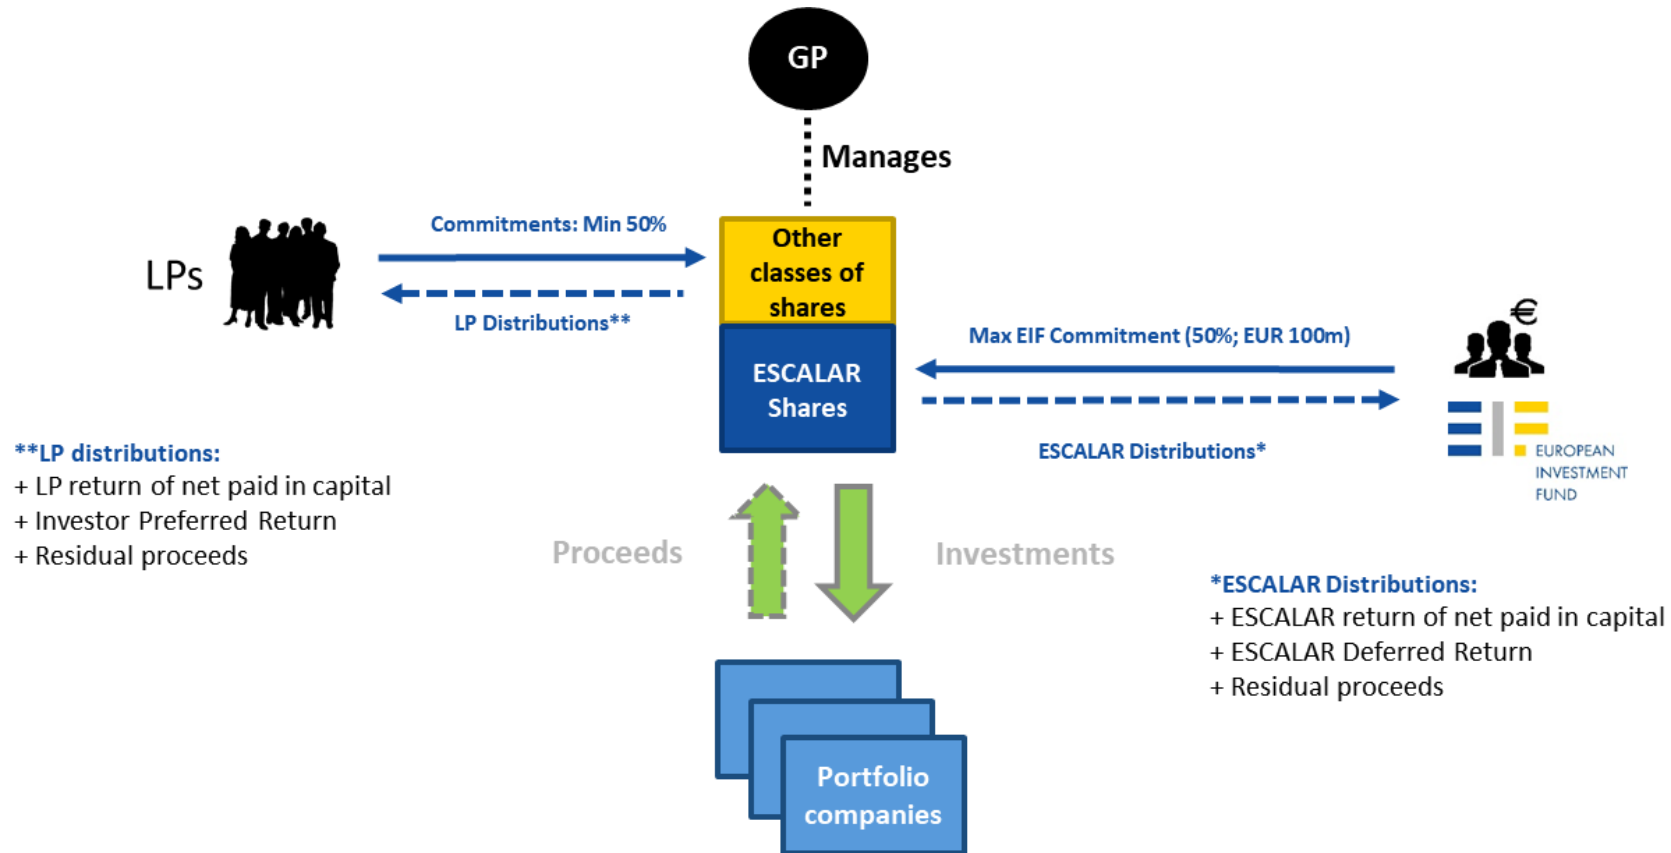 GP
Manages
Commitments: Min 50%
LPs
LP Distributions**
Other
classes of
shares
ESCALAR
Shares
€
Max EIF Commitment (50%; EUR 100m)
ESCALAR Distributions*
EIF
EUROPEAN
INVESTMENT
FUND
**LP distributions:
+ LP return of net paid in capital
+ Investor Preferred Return
+ Residual proceeds
Proceeds
Investments
*ESCALAR Distributions:
+ ESCALAR return of net paid in capital
+ ESCALAR Deferred Return
+ Residual proceeds
Portfolio
companies